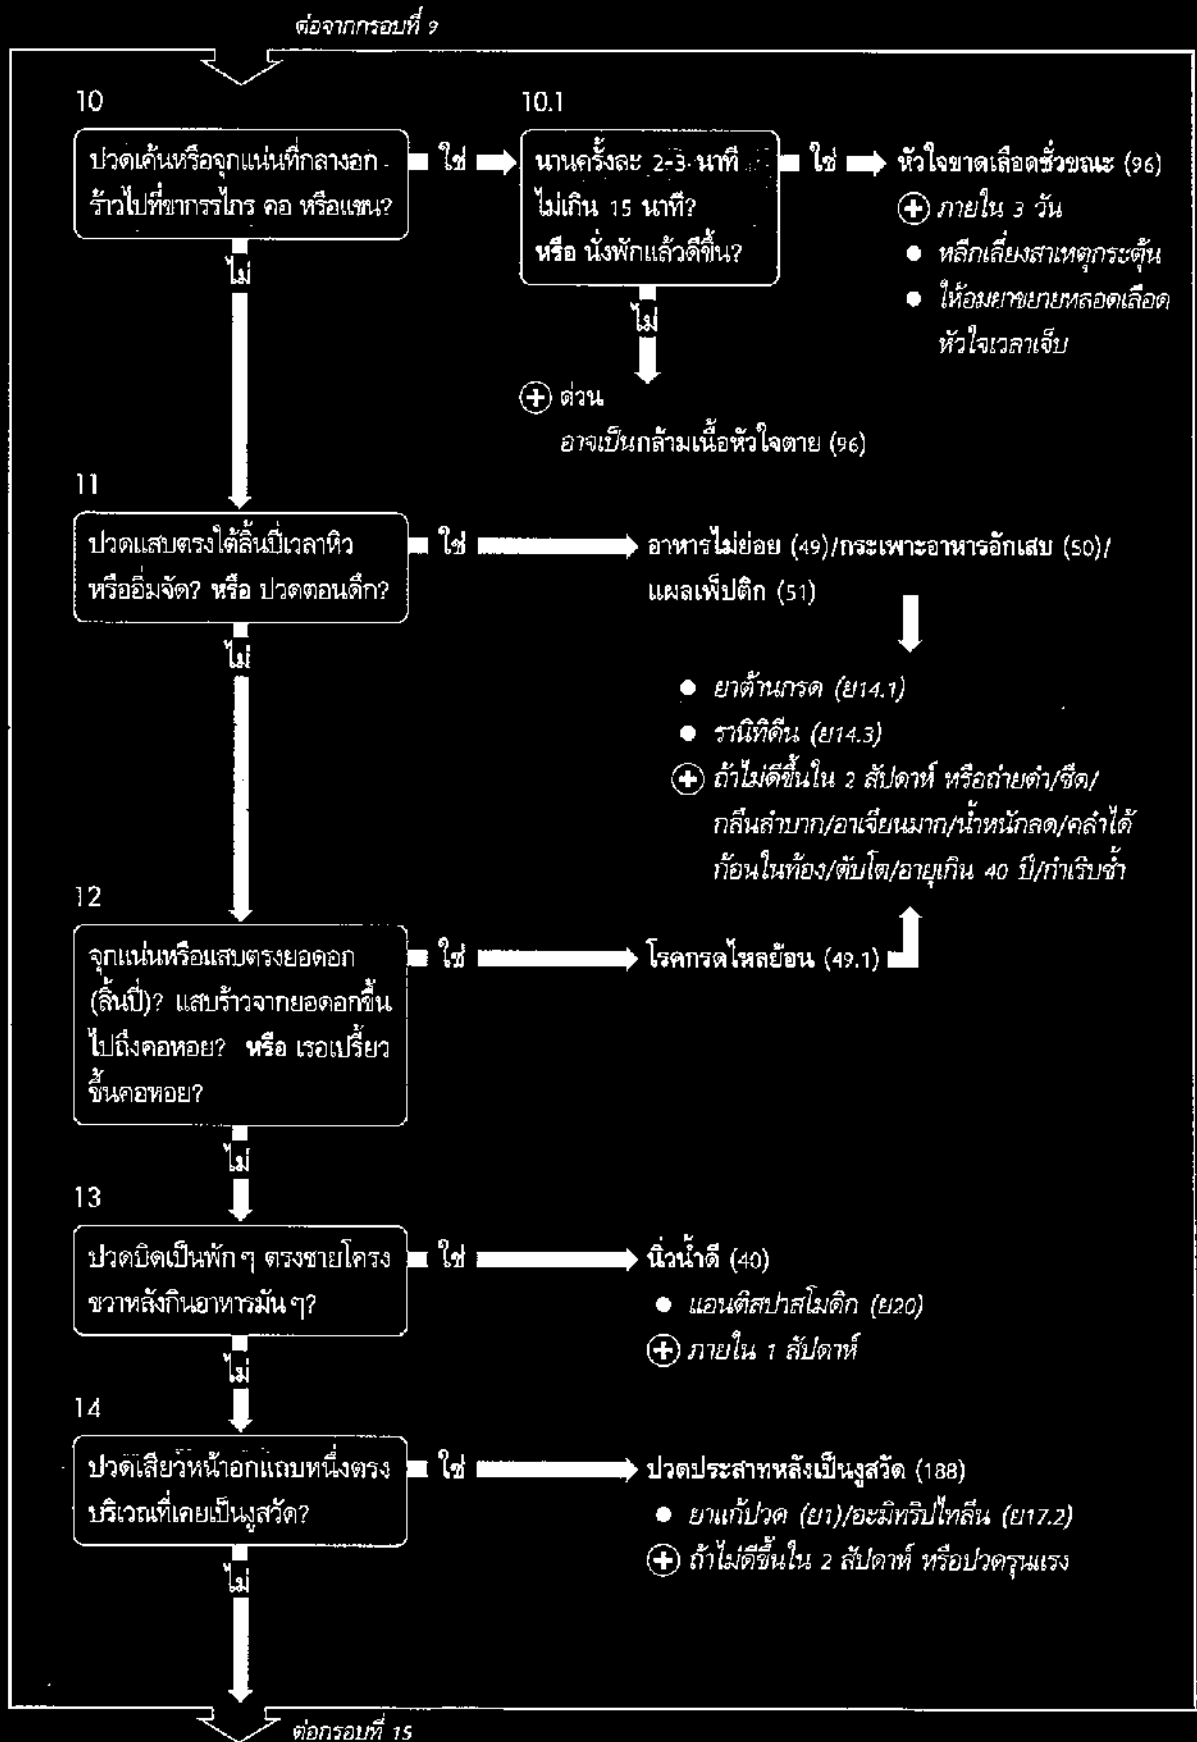 ต่อจากกรอบที่ 9
10
ปวดเค้นหรือจุกแน่นที่กลางอก
ร้าวไปที่ขากรรไกร คอ หรือแขน?
ใช่
ไม่
10.1
นานครั้งละ 2-3 นาที
ไม่เกิน 15 นาที?
หรือ นั่งพักแล้วดีขึ้น?
ใช่
ไม่
หัวใจขาดเลือดชั่วขณะ (96)
ภายใน 3 วัน
● หลีกเลี่ยงสาเหตุกระตุ้น
● ให้อมยาขยายหลอดเลือด
หัวใจเวลาเจ็บ
ด่วน
อาจเป็นกล้ามเนื้อหัวใจตาย (96)
11
ปวดแสบตรงใต้ลิ้นปี่เวลาหิว
หรืออิ่มจัด? หรือ ปวดตอนดึก?
ใช่
ไม่
อาหารไม่ย่อย (49)/กระเพาะอาหารอักเสบ (50)/
แผลเพ็ปติก (51)
● ยาต้านกรด (ย14.1)
● รานิทิดีน (ย14.3)
ถ้าไม่ดีขึ้นใน 2 สัปดาห์ หรือถ่ายดำ/ซีด/
กลืนลำบาก/อาเจียนมาก/น้ำหนักลด/คลำได้
ก้อนในท้อง/ตับโต/อายุเกิน 40 ปี/กำเริบซ้ำ
12
จุกแน่นหรือแสบตรงยอดอก
(ลิ้นปี่)? แสบร้าวจากยอดอกขึ้น
ไปถึงคอหอย? หรือ เรอเปรี้ยว
ขึ้นคอหอย?
ใช่
ไม่
โรคกรดไหลย้อน (49.1)
13
ปวดบิดเป็นพักๆ ตรงชายโครง
ขวาหลังกินอาหารมันๆ?
ใช่
ไม่
นิ่วน้ำดี (40)
● แอนติสปาสโมดิก (ย20)
ภายใน 1 สัปดาห์
14
ปวดเสียวหน้าอกแถบหนึ่งตรง
บริเวณที่เคยเป็นงูสวัด?
ใช่
ไม่
ปวดประสาทหลังเป็นงูสวัด (188)
● ยาแก้ปวด (ย1)/อะมิทริปไทลีน (ย17.2)
ถ้าไม่ดีขึ้นใน 2 สัปดาห์ หรือปวดรุนแรง
ต่อกรอบที่ 15